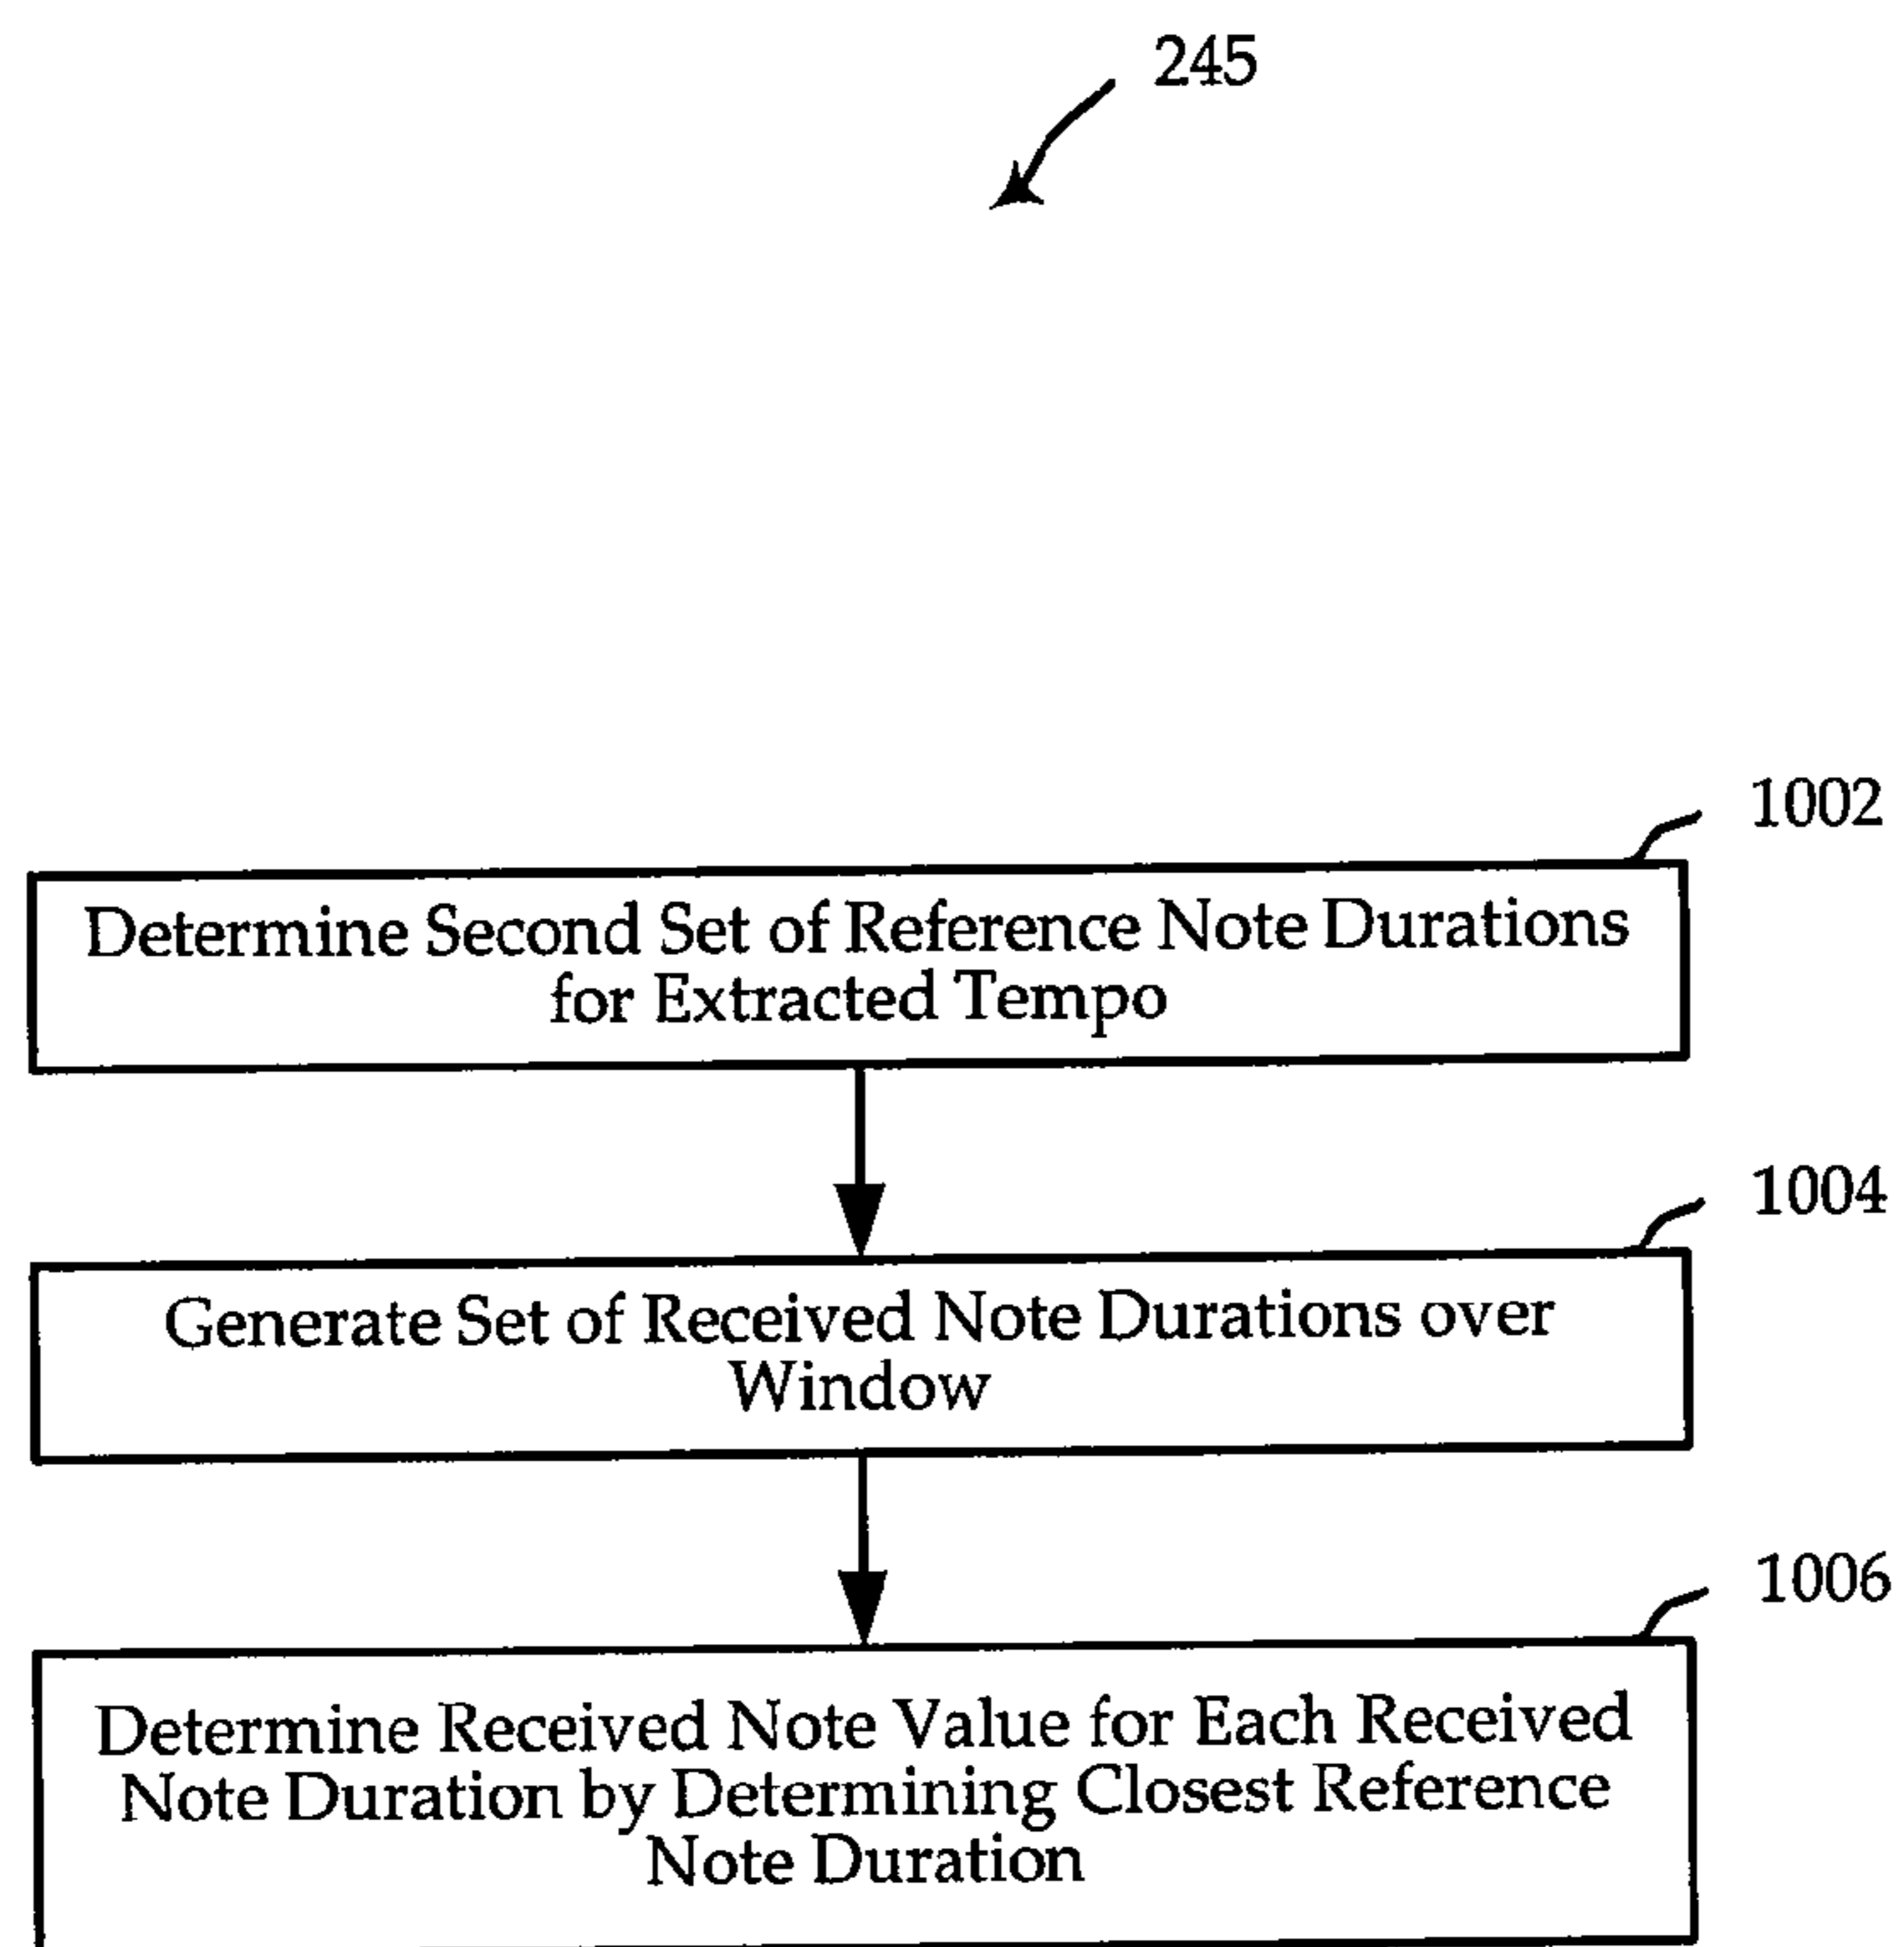 245
1002
Determine Second Set of Reference Note Durations
for Extracted Tempo
1004
Generate Set of Received Note Durations over
Window
1006
Determine Received Note Value for Each Received
Note Duration by Determining Closest Reference
Note Duration